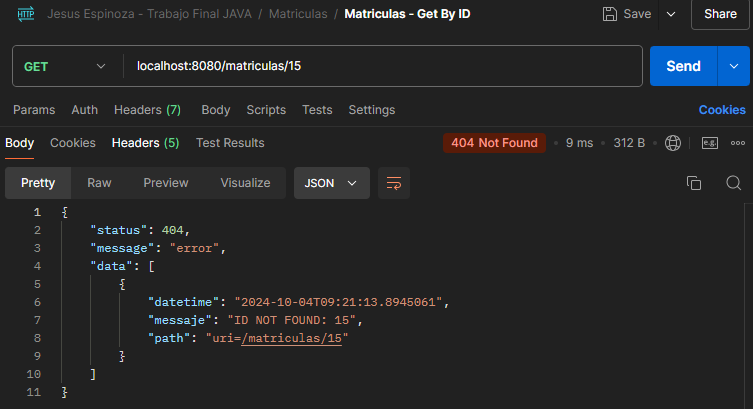 HTTP Jesus Espinoza - Trabajo Final JAVA / Matriculas / Matriculas - Get By ID Save Share
GET localhost:8080/matriculas/15 Send
Params Auth Headers (7) Body Scripts Tests Settings Cookies
Body Cookies Headers (5) Test Results 404 Not Found 9 ms 312 B e.g.
Pretty Raw Preview Visualize JSON
1 {
2 "status": 404,
3 "message": "error",
4 "data": [
5 {
6 "datetime": "2024-10-04T09:21:13.8945061",
7 "messaje": "ID NOT FOUND: 15",
8 "path": "uri=/matriculas/15"
9 }
10 ]
11 }